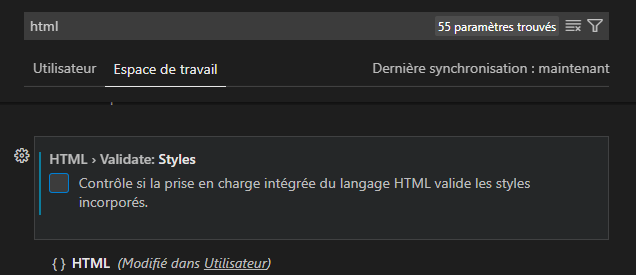 html
55 paramètres trouvés
Utilisateur
Espace de travail
Dernière synchronisation : maintenant
HTML › Validate: Styles
Contrôle si la prise en charge intégrée du langage HTML valide les styles
incorporés.
{ } HTML (Modifié dans Utilisateur)